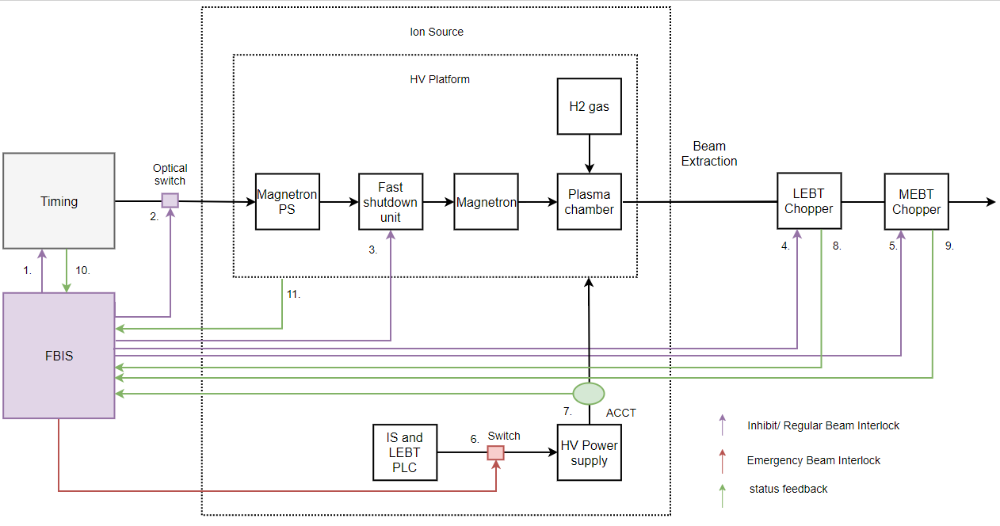 Ion Source
HV Platform
H2 gas
Beam
Extraction
Optical
switch
Timing
2.
Magnetron
PS
Fast
shutdown
unit
Magnetron
Plasma
chamber
LEBT
Chopper
MEBT
Chopper
3.
4.
8.
5.
9.
1.
10.
11.
FBIS
7.
ACCT
6.
Switch
IS and
LEBT
PLC
HV Power
supply
Inhibit/ Regular Beam Interlock
Emergency Beam Interlock
status feedback